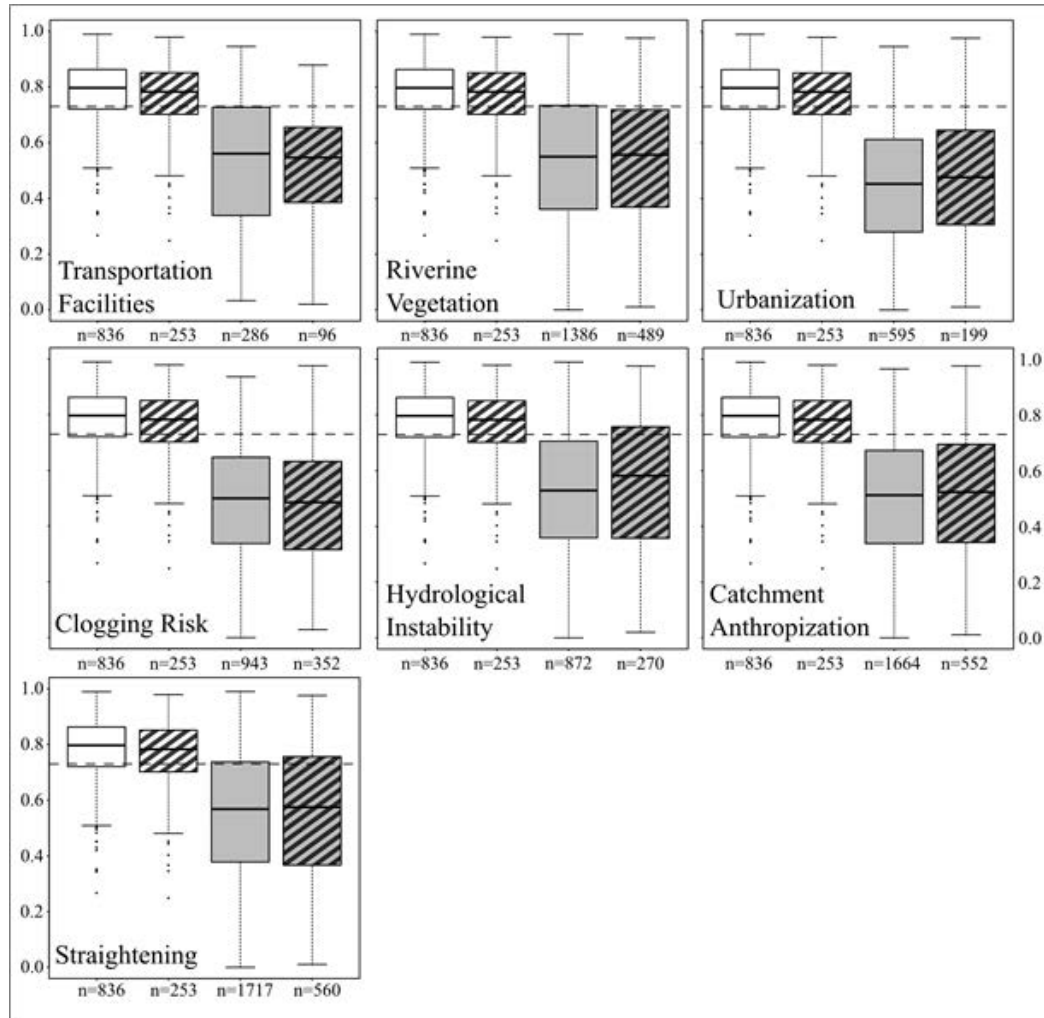 1.0
0.8
0.6
0.4
0.2
0.0
Transportation
Facilities
n=836 n=253 n=286 n=96
Riverine
Vegetation
n=836 n=253 n=1386 n=489
Urbanization
n=836 n=253 n=595 n=199
Clogging Risk
n=836 n=253 n=943 n=352
Hydrological
Instability
n=836 n=253 n=872 n=270
1.0
0.8
0.6
0.4
0.2
0.0
Catchment
Anthropization
n=836 n=253 n=1664 n=552
1.0
0.8
0.6
0.4
0.2
0.0
Straightening
n=836 n=253 n=1717 n=560